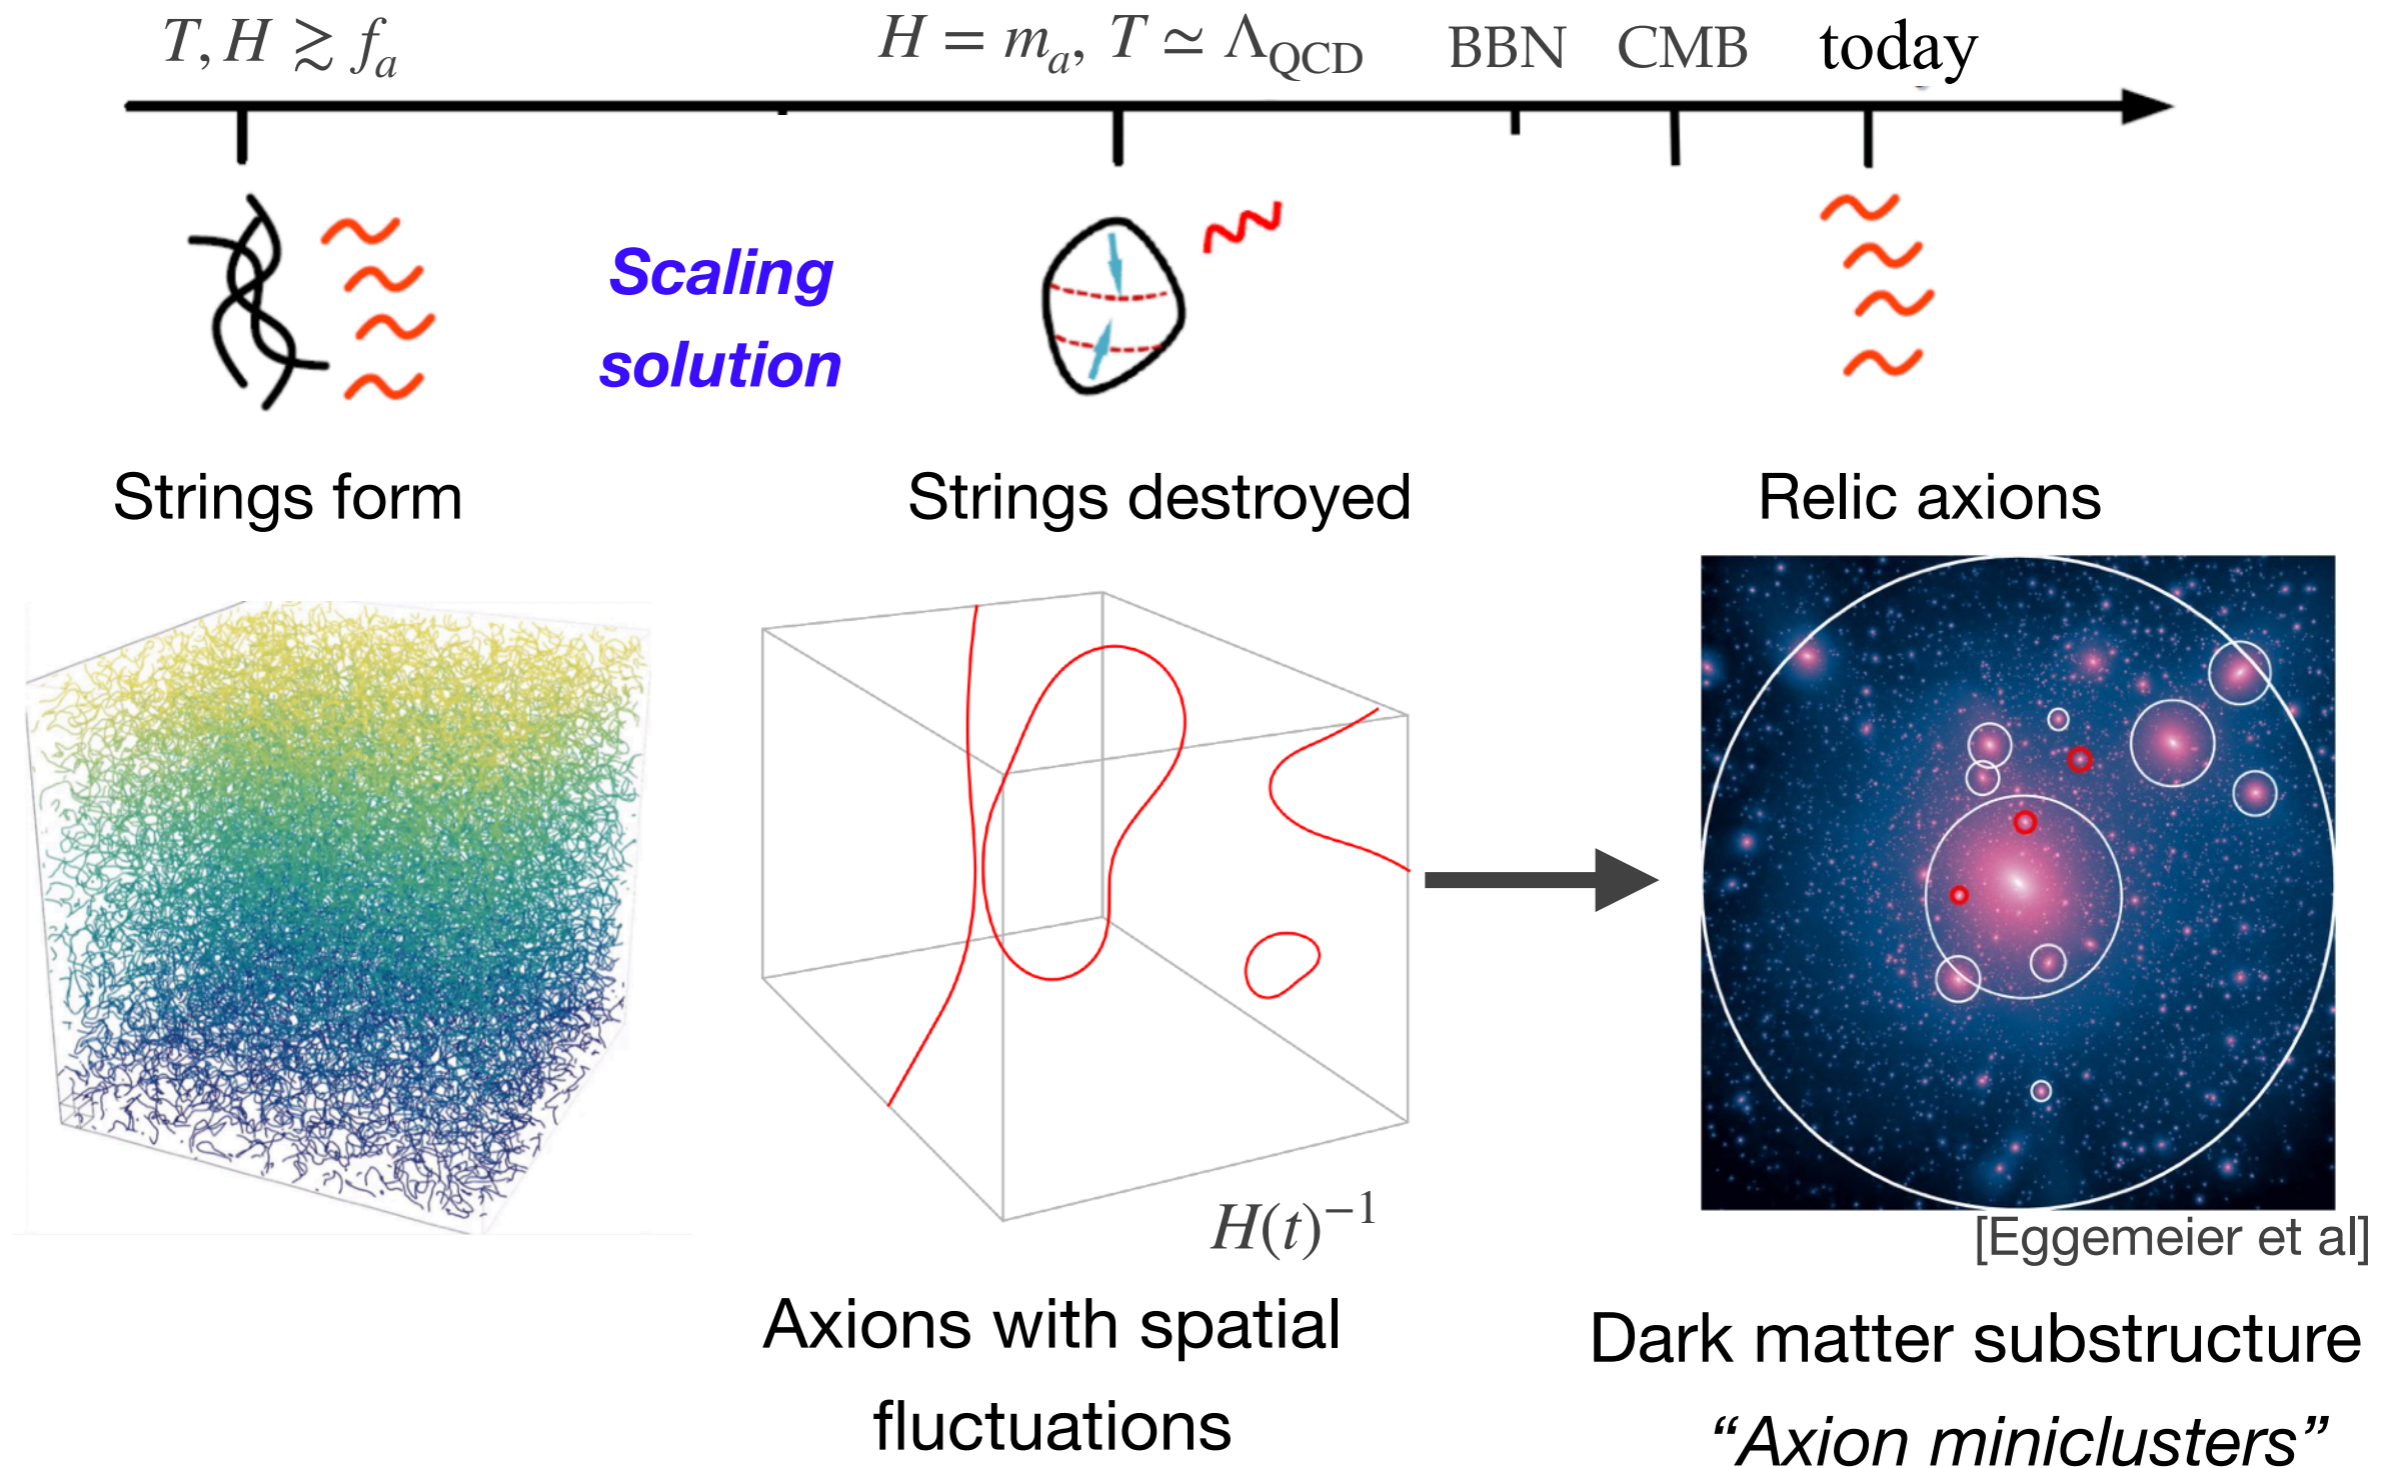 T, H ≳ f_a
H = m_a, T ≃ Λ_QCD
BBN
CMB
today
Scaling
solution
Strings form
Strings destroyed
Relic axions
H(t)⁻¹
[Eggemeier et al]
Axions with spatial
fluctuations
Dark matter substructure
“Axion miniclusters”